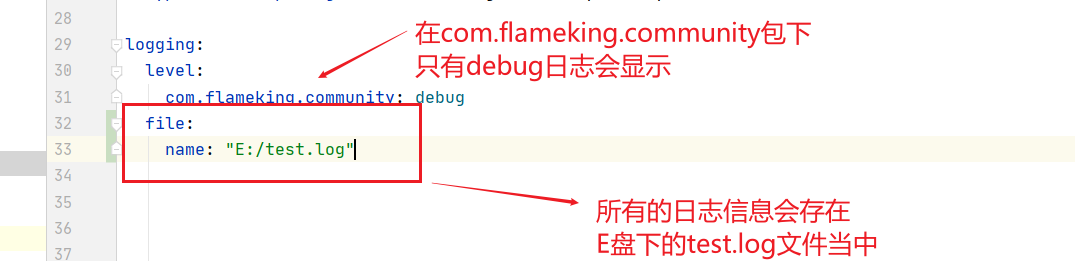 28
29 logging:
在com.flameking.community包下
30 level:
只有debug日志会显示
31 com.flameking.community: debug
32 file:
33 name: "E:/test.log"
34
35
所有的日志信息会存在
36
E盘下的test.log文件当中
37